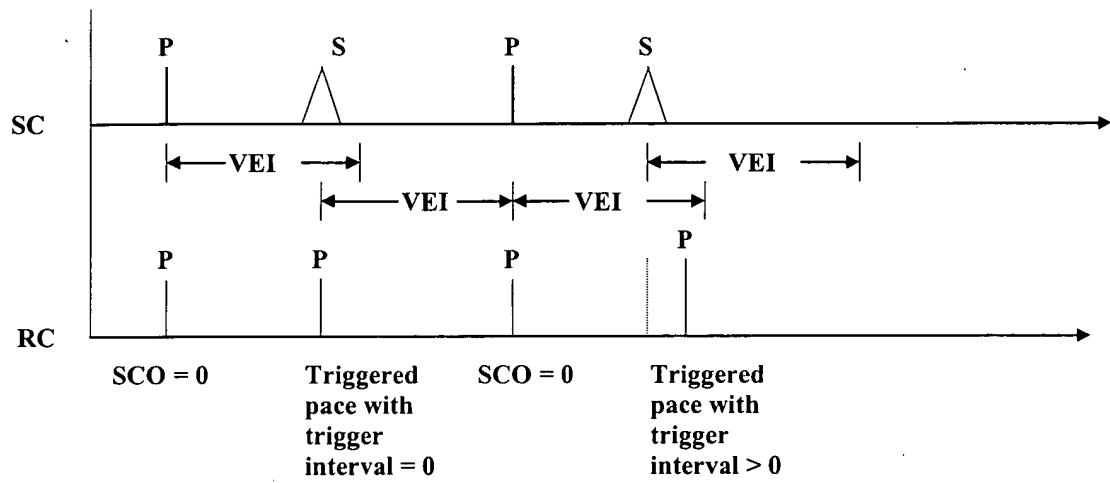 P S P S
SC
VEI VEI
VEI VEI
P
P P P
RC
SCO = 0 Triggered SCO = 0 Triggered
pace with pace with
trigger trigger
interval = 0 interval > 0